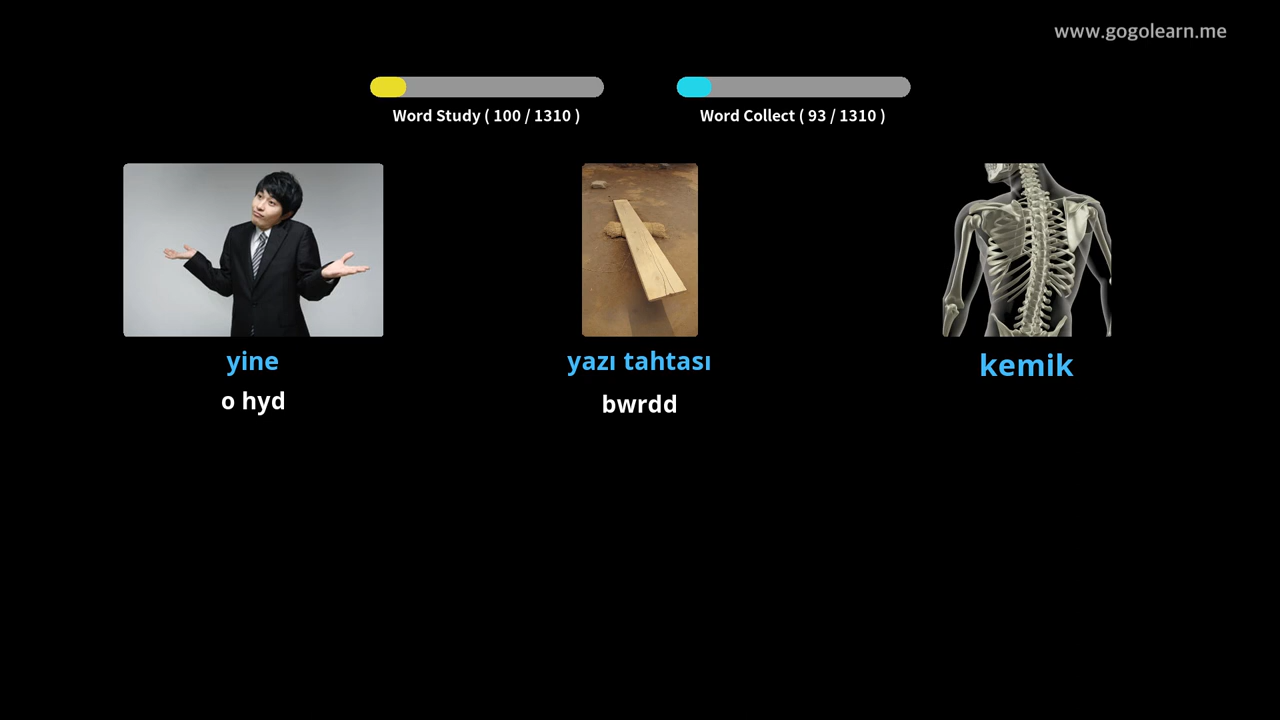 www.gogolearn.me
Word Study ( 100 / 1310 )
Word Collect ( 93 / 1310 )
yine
o hyd
yazı tahtası
bwrdd
kemik